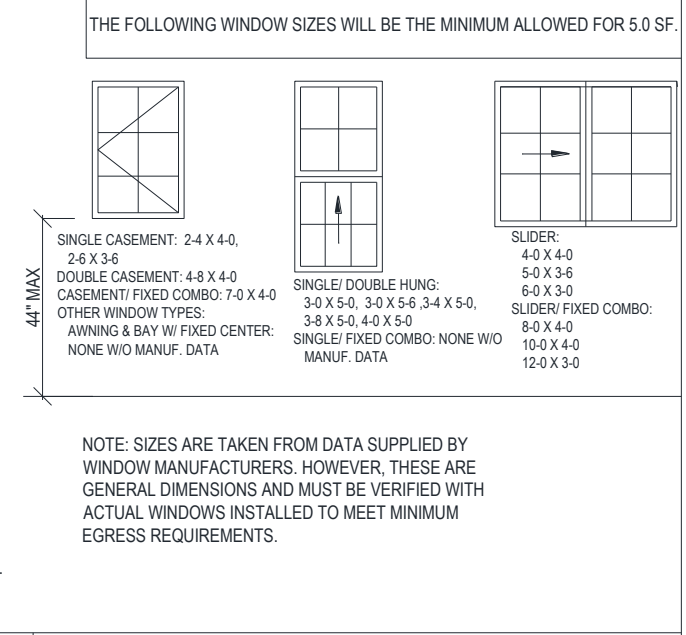 THE FOLLOWING WINDOW SIZES WILL BE THE MINIMUM ALLOWED FOR 5.0 SF.
44" MAX
SINGLE CASEMENT: 2-4 X 4-0,
2-6 X 3-6
DOUBLE CASEMENT: 4-8 X 4-0
CASEMENT/ FIXED COMBO: 7-0 X 4-0
OTHER WINDOW TYPES:
AWNING & BAY W/ FIXED CENTER:
NONE W/O MANUF. DATA
SINGLE/ DOUBLE HUNG:
3-0 X 5-0, 3-0 X 5-6 ,3-4 X 5-0,
3-8 X 5-0, 4-0 X 5-0
SINGLE/ FIXED COMBO: NONE W/O
MANUF. DATA
SLIDER:
4-0 X 4-0
5-0 X 3-6
6-0 X 3-0
SLIDER/ FIXED COMBO:
8-0 X 4-0
10-0 X 4-0
12-0 X 3-0
NOTE: SIZES ARE TAKEN FROM DATA SUPPLIED BY
WINDOW MANUFACTURERS. HOWEVER, THESE ARE
GENERAL DIMENSIONS AND MUST BE VERIFIED WITH
ACTUAL WINDOWS INSTALLED TO MEET MINIMUM
EGRESS REQUIREMENTS.